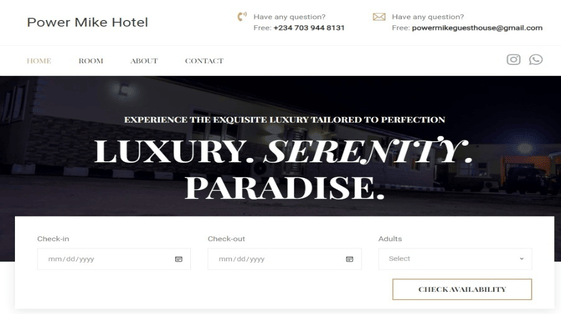 Power Mike Hotel
Have any question?
Free: +234 703 944 8131
Have any question?
Free: powermikeguesthouse@gmail.com
HOME ROOM ABOUT CONTACT
EXPERIENCE THE EXQUISITE LUXURY TAILORED TO PERFECTION
LUXURY. SERENITY.
PARADISE.
Check-in Check-out Adults
mm/dd/yyyy mm/dd/yyyy Select
CHECK AVAILABILITY